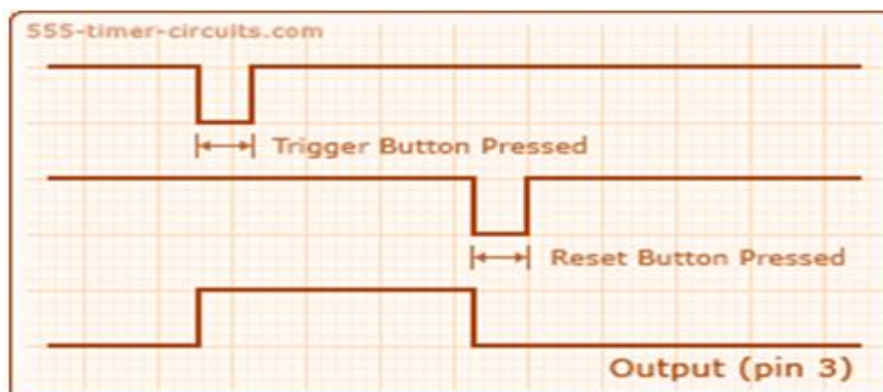 555-timer-circuits.com
Trigger Button Pressed
Reset Button Pressed
Output (pin 3)